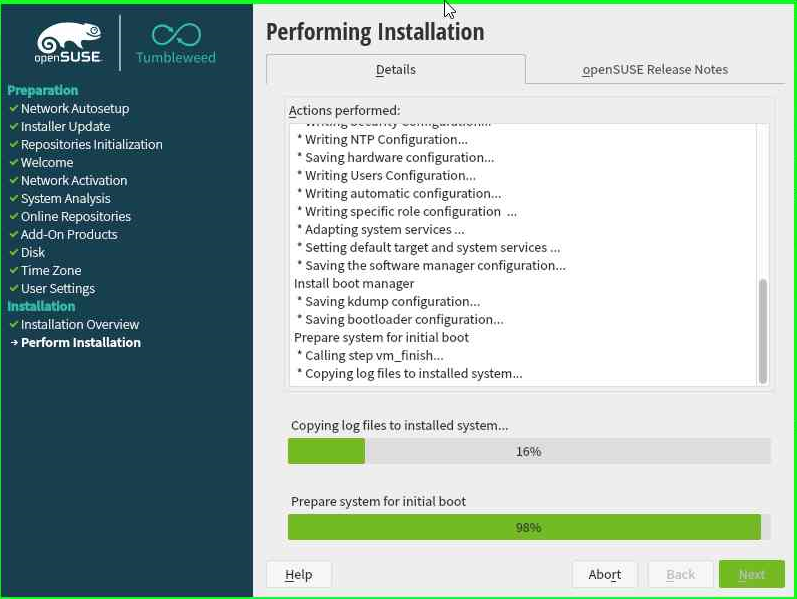 openSUSE
Tumbleweed
Preparation
Network Autosetup
Installer Update
Repositories Initialization
Welcome
Network Activation
System Analysis
Online Repositories
Add-On Products
Disk
Time Zone
User Settings
Installation
Installation Overview
Perform Installation
Performing Installation
Details
openSUSE Release Notes
Actions performed:
* Writing Security Configuration...
* Writing NTP Configuration...
* Saving hardware configuration...
* Writing Users Configuration...
* Writing automatic configuration...
* Writing specific role configuration ...
* Adapting system services ...
* Setting default target and system services ...
* Saving the software manager configuration...
Install boot manager
* Saving kdump configuration...
* Saving bootloader configuration...
Prepare system for initial boot
* Calling step vm_finish...
* Copying log files to installed system...
Copying log files to installed system...
16%
Prepare system for initial boot
98%
Help
Abort
Back
Next